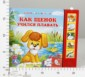 КАК ЩЕНОК
УЧИЛСЯ ПЛАВАТЬ